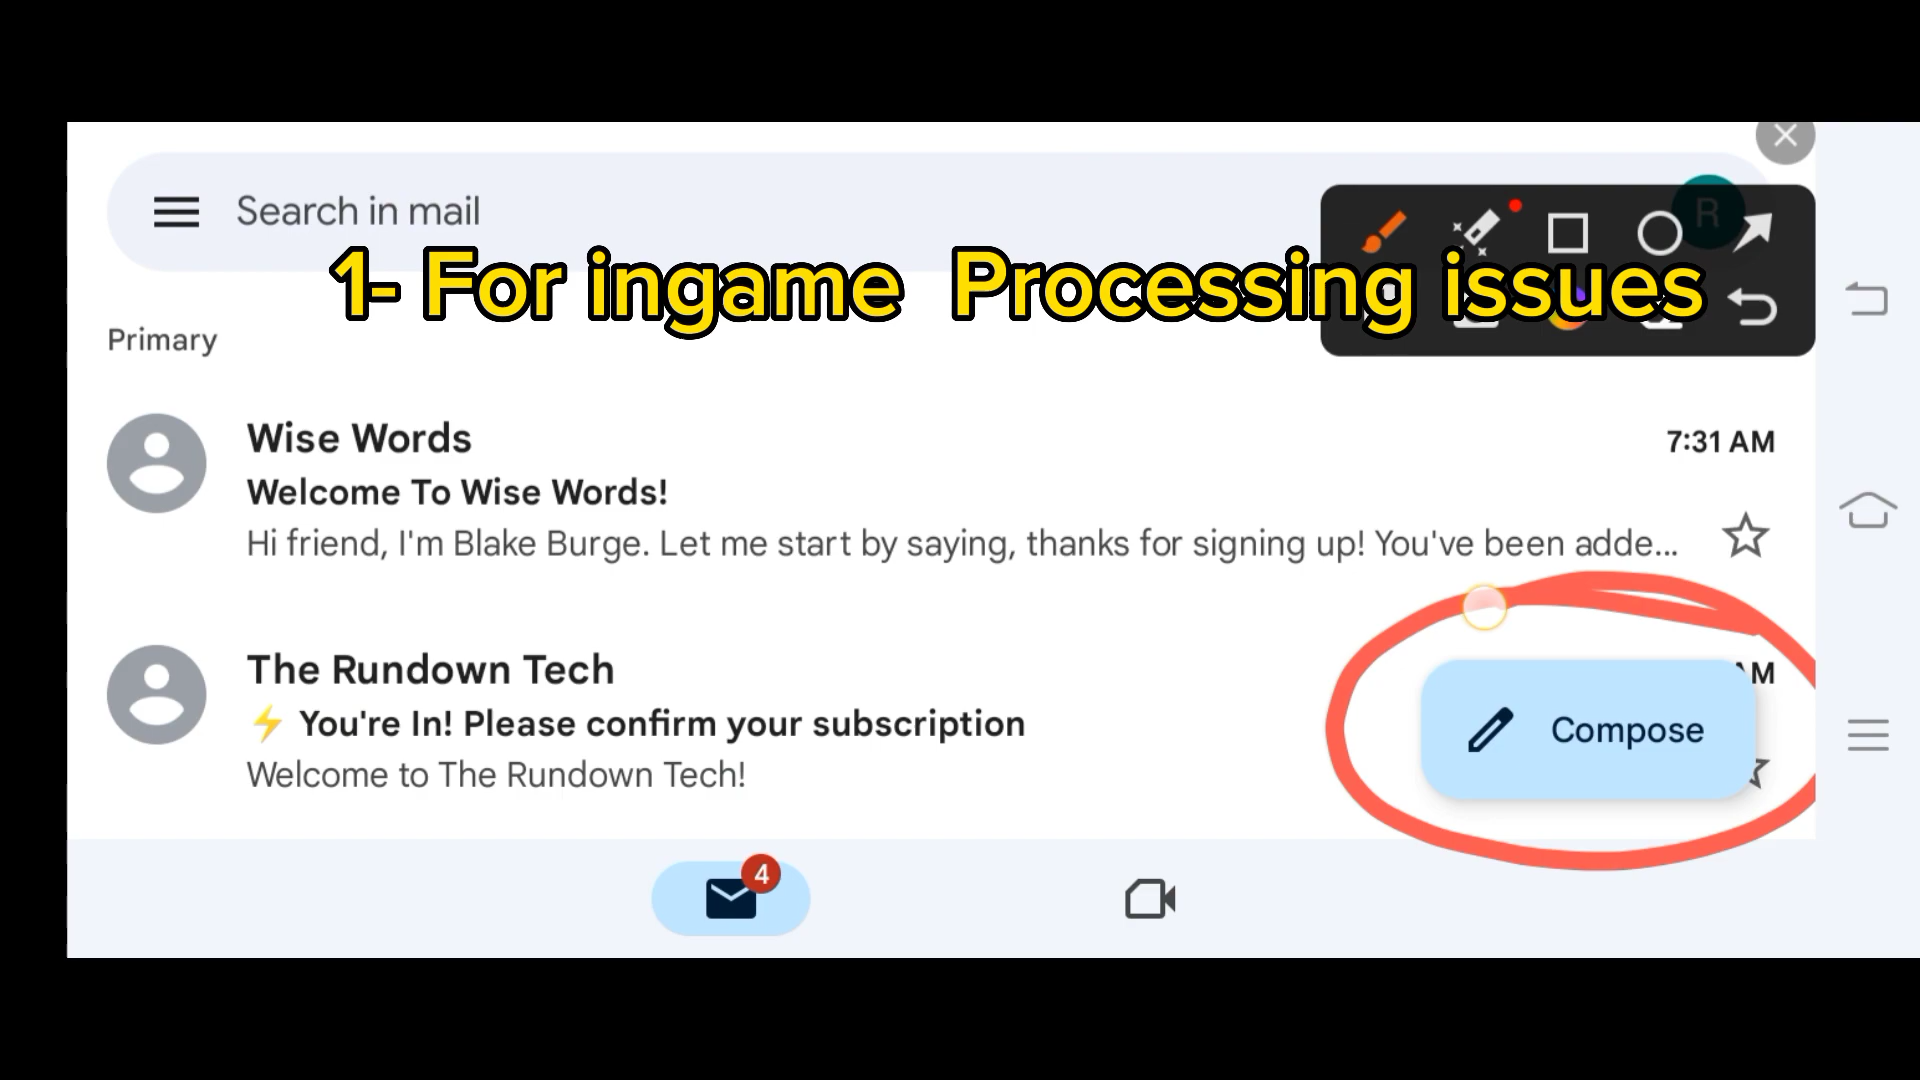 Search in mail
R
1- For ingame Processing issues
Primary
Wise Words
7:31 AM
Welcome To Wise Words!
Hi friend, I'm Blake Burge. Let me start by saying, thanks for signing up! You've been adde...
The Rundown Tech
AM
⚡ You're In! Please confirm your subscription
Compose
Welcome to The Rundown Tech!
4